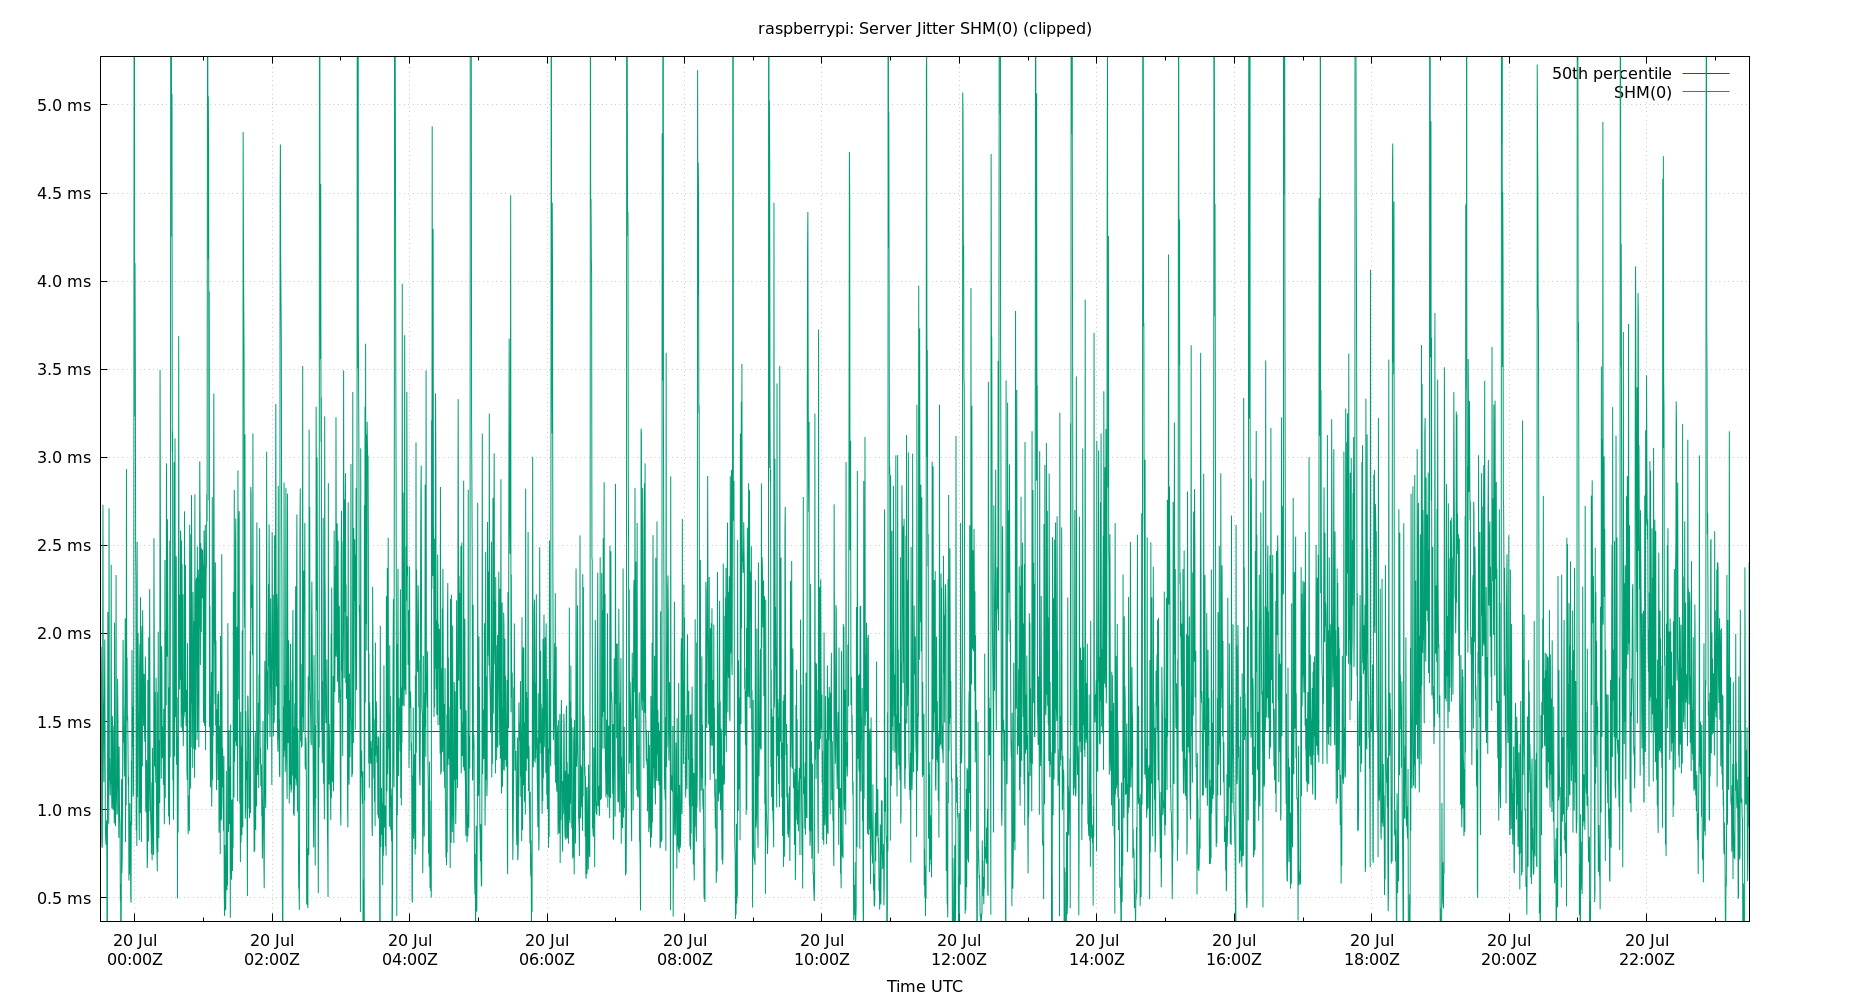 raspberrypi: Server Jitter SHM(0) (clipped)
50th percentile
SHM(0)
5.0 ms
4.5 ms
4.0 ms
3.5 ms
3.0 ms
2.5 ms
2.0 ms
1.5 ms
1.0 ms
0.5 ms
20 Jul 20 Jul 20 Jul 20 Jul 20 Jul 20 Jul 20 Jul 20 Jul 20 Jul 20 Jul 20 Jul 20 Jul
00:00Z 02:00Z 04:00Z 06:00Z 08:00Z 10:00Z 12:00Z 14:00Z 16:00Z 18:00Z 20:00Z 22:00Z
Time UTC